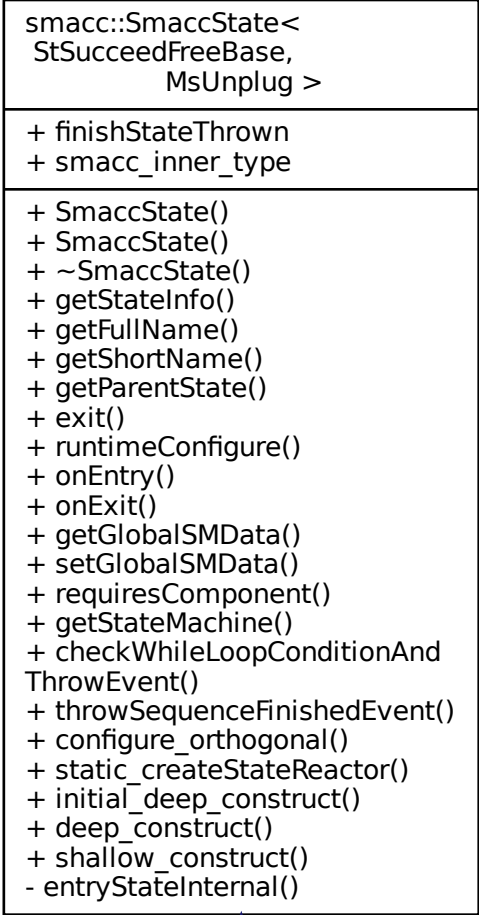 smacc::SmaccState<
StSucceedFreeBase,
MsUnplug >
+ finishStateThrown
+ smacc_inner_type
+ SmaccState()
+ SmaccState()
+ ~SmaccState()
+ getStateInfo()
+ getFullName()
+ getShortName()
+ getParentState()
+ exit()
+ runtimeConfigure()
+ onEntry()
+ onExit()
+ getGlobalSMData()
+ setGlobalSMData()
+ requiresComponent()
+ getStateMachine()
+ checkWhileLoopConditionAnd
ThrowEvent()
+ throwSequenceFinishedEvent()
+ configure_orthogonal()
+ static_createStateReactor()
+ initial_deep_construct()
+ deep_construct()
+ shallow_construct()
- entryStateInternal()